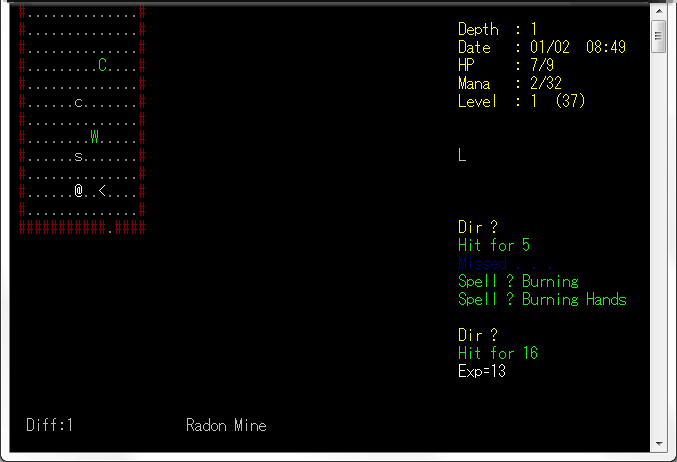 #..............#
#..............# Depth : 1
#..............# Date : 01/02 08:49
#.........C....# HP : 7/9
#..............# Mana : 2/32
#......c.......# Level : 1 (37)
#..............#
#........W.....#
#......s.......# L
#..............#
#......@..<....#
#..............#
###########.####
Dir ?
Hit for 5
Missed
Spell ? Burning
Spell ? Burning Hands
Dir ?
Hit for 16
Exp=13
Diff:1 Radon Mine